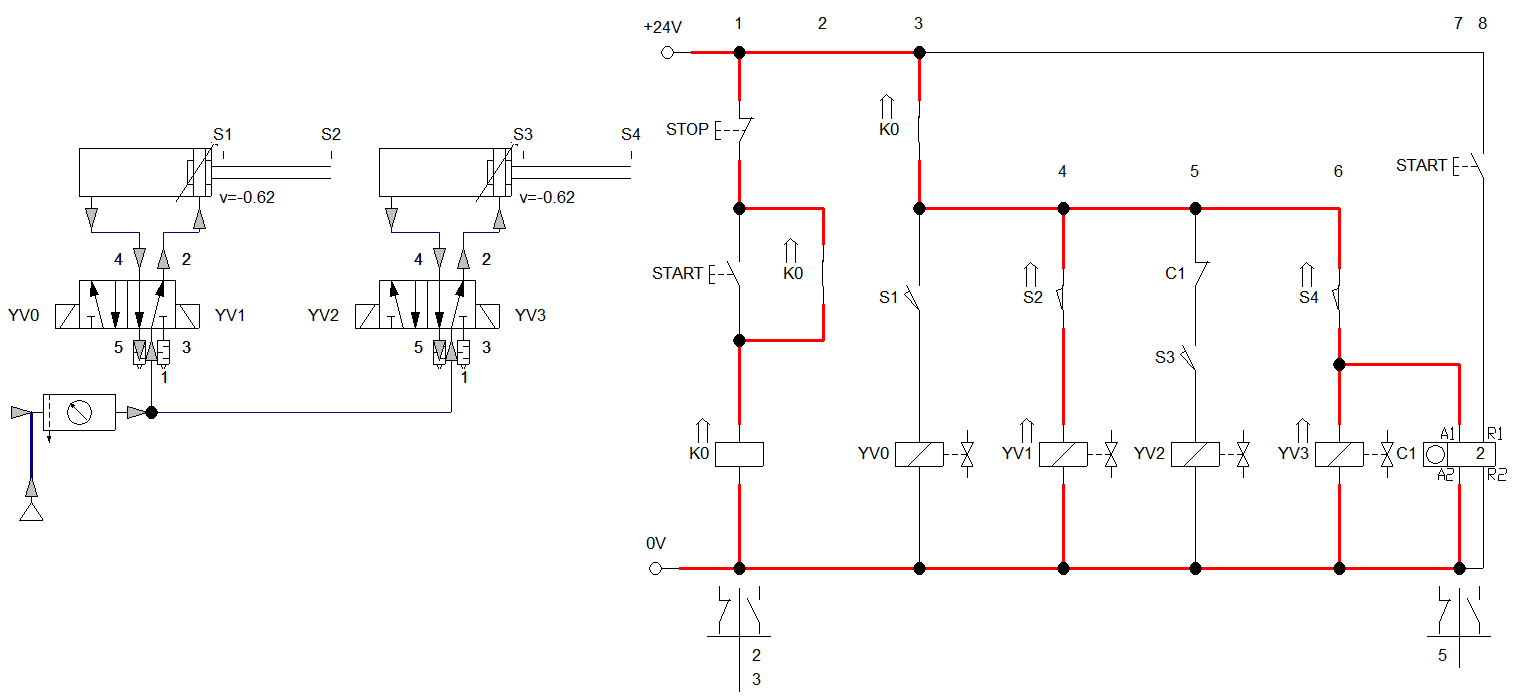 1 2 3 7 8
+24V
S1 S2 S3 S4
STOP K0
START
4 5 6
v=-0.62 v=-0.62
4 2 4 2
START K0 C1
S1 S2 S4
YV0 YV1 YV2 YV3
5 3 5 3
S3
1 1
A1 R1
K0 YV0 YV1 YV2 YV3 C1 2
A2 R2
0V
2 5
3